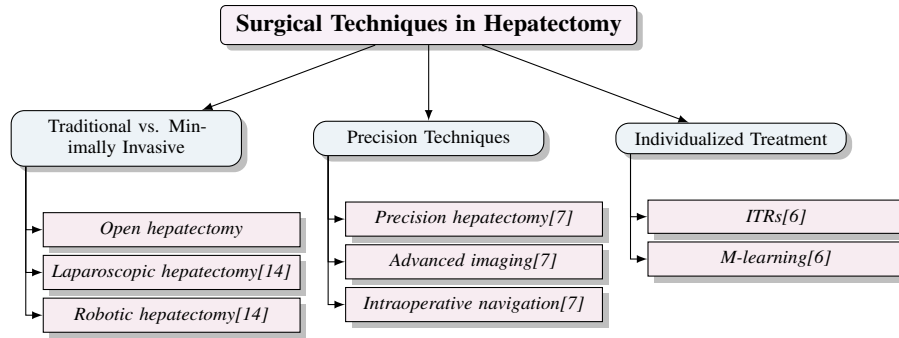 Surgical Techniques in Hepatectomy
Traditional vs. Min-
imally Invasive
Open hepatectomy
Laparoscopic hepatectomy[14]
Robotic hepatectomy[14]
Precision Techniques
Precision hepatectomy[7]
Advanced imaging[7]
Intraoperative navigation[7]
Individualized Treatment
ITRs[6]
M-learning[6]